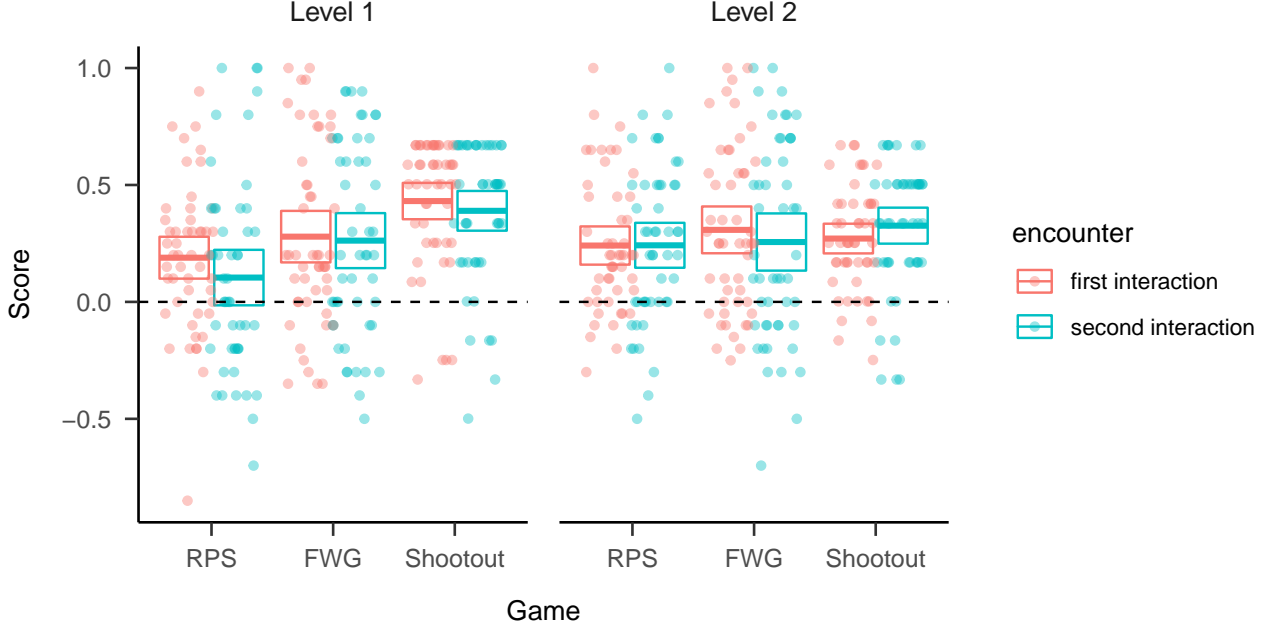 Level 1
Level 2
Score
1.0
0.5
0.0
−0.5
RPS
FWG
Shootout
RPS
FWG
Shootout
Game
encounter
first interaction
second interaction